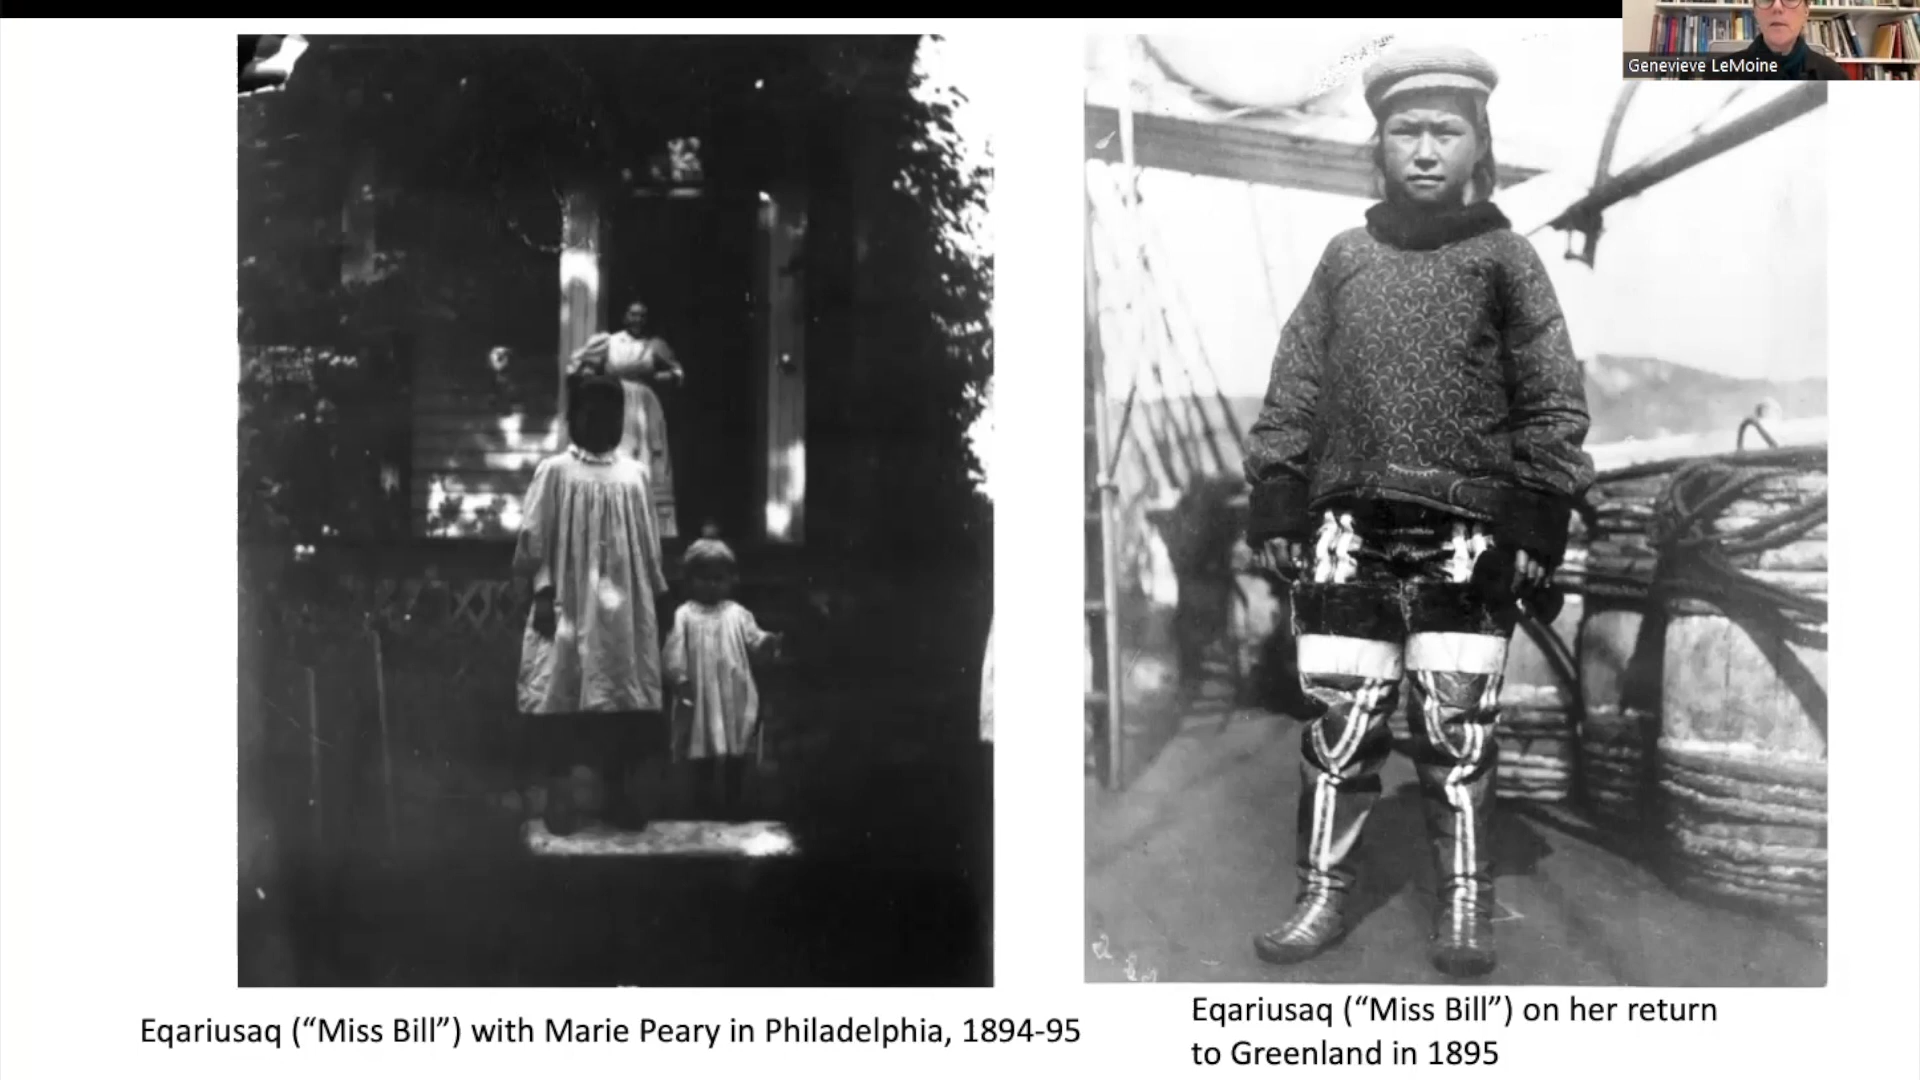 Genevieve LeMoine
Eqariusaq (“Miss Bill”) with Marie Peary in Philadelphia, 1894-95
Eqariusaq (“Miss Bill”) on her return
to Greenland in 1895